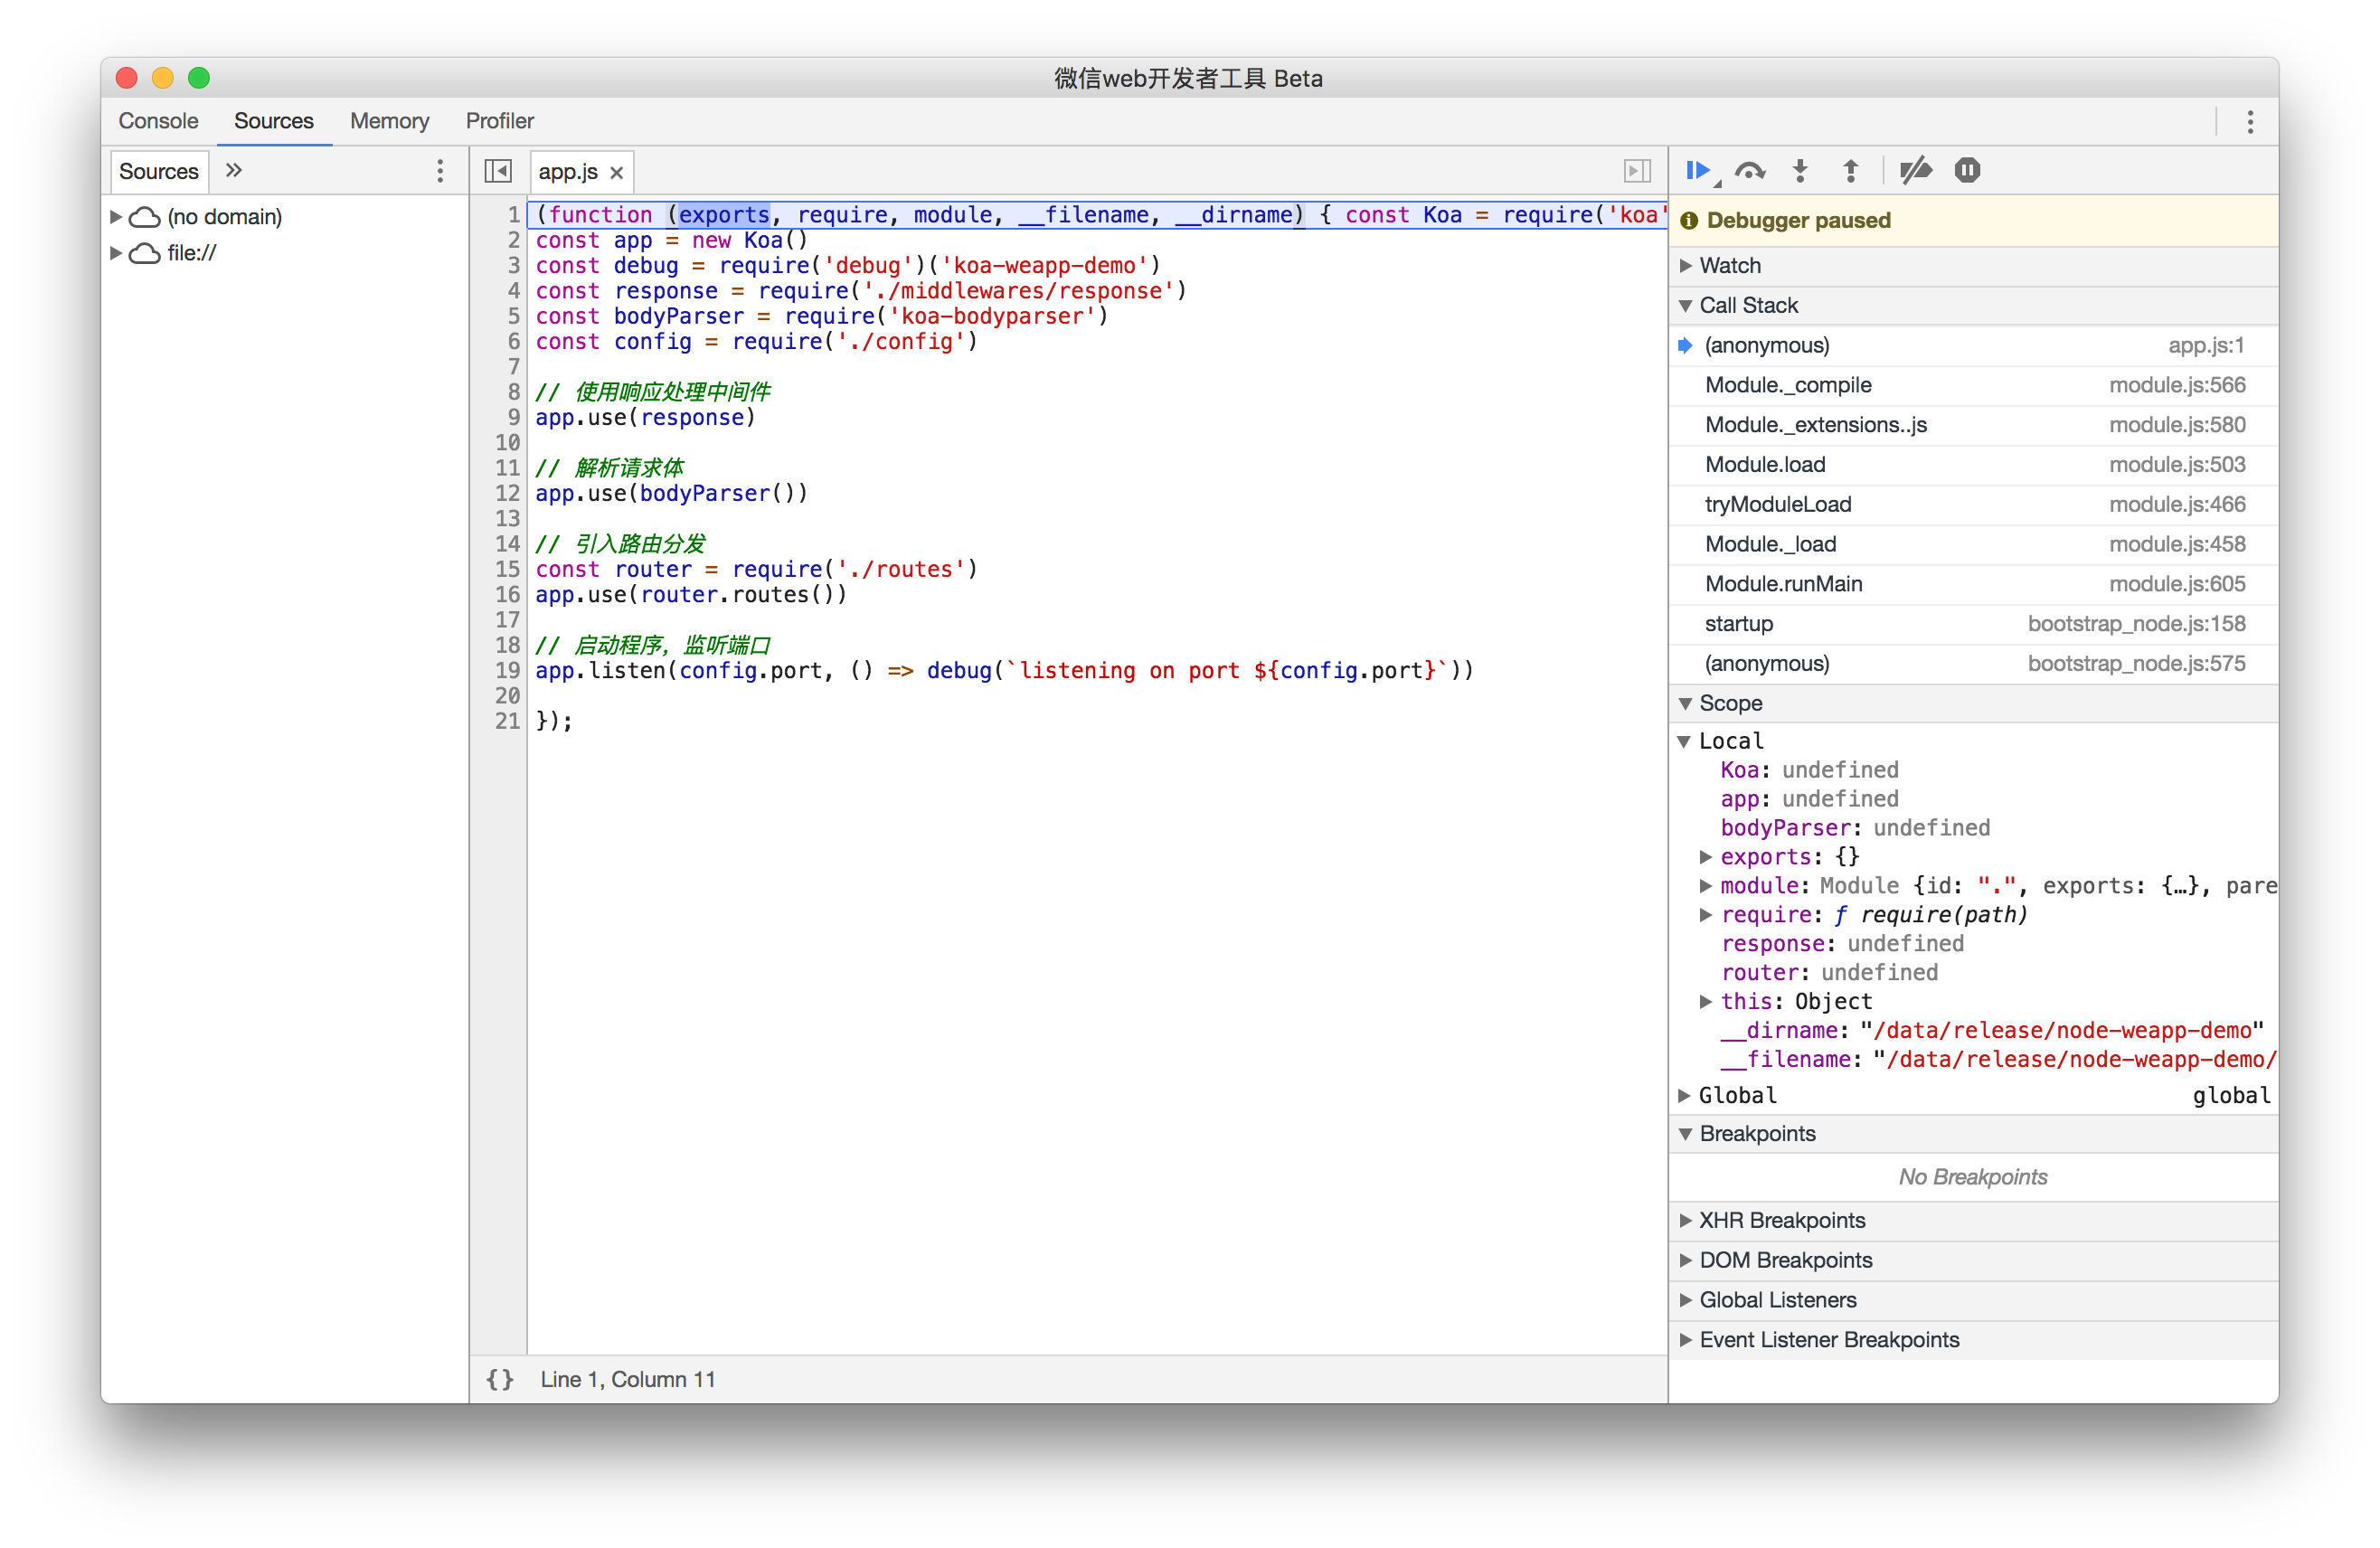 微信web开发者工具 Beta
Console Sources Memory Profiler
Sources
(no domain)
file://
app.js
1 (function (exports, require, module, __filename, __dirname) { const Koa = require('koa'
2 const app = new Koa()
3 const debug = require('debug')('koa-weapp-demo')
4 const response = require('./middlewares/response')
5 const bodyParser = require('koa-bodyparser')
6 const config = require('./config')
7
8 // 使用响应处理中间件
9 app.use(response)
10
11 // 解析请求体
12 app.use(bodyParser())
13
14 // 引入路由分发
15 const router = require('./routes')
16 app.use(router.routes())
17
18 // 启动程序，监听端口
19 app.listen(config.port, () => debug(`listening on port ${config.port}`))
20
21 });
{} Line 1, Column 11
Debugger paused
Watch
Call Stack
(anonymous) app.js:1
Module._compile module.js:566
Module._extensions..js module.js:580
Module.load module.js:503
tryModuleLoad module.js:466
Module._load module.js:458
Module.runMain module.js:605
startup bootstrap_node.js:158
(anonymous) bootstrap_node.js:575
Scope
Local
Koa: undefined
app: undefined
bodyParser: undefined
exports: {}
module: Module {id: ".", exports: {…}, pare
require: ƒ require(path)
response: undefined
router: undefined
this: Object
__dirname: "/data/release/node-weapp-demo"
__filename: "/data/release/node-weapp-demo/
Global global
Breakpoints
No Breakpoints
XHR Breakpoints
DOM Breakpoints
Global Listeners
Event Listener Breakpoints